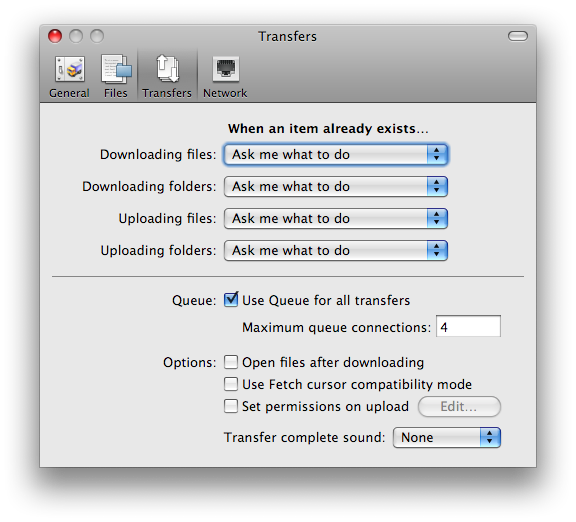 Transfers
General Files Transfers Network
When an item already exists...
Downloading files: Ask me what to do
Downloading folders: Ask me what to do
Uploading files: Ask me what to do
Uploading folders: Ask me what to do
Queue: Use Queue for all transfers
Maximum queue connections: 4
Options: Open files after downloading
Use Fetch cursor compatibility mode
Set permissions on upload Edit...
Transfer complete sound: None